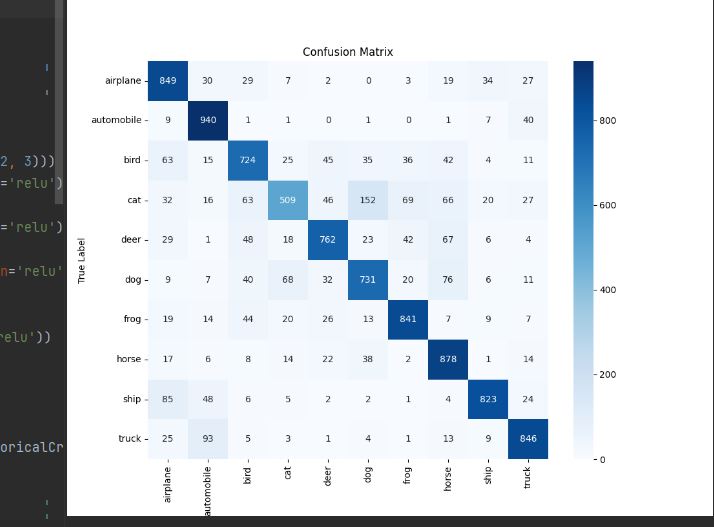 Confusion Matrix
airplane 849 30 29 7 2 0 3 19 34 27
automobile 9 940 1 1 0 1 0 1 7 40
bird 63 15 724 25 45 35 36 42 4 11
cat 32 16 63 509 46 152 69 66 20 27
deer 29 1 48 18 762 23 42 67 6 4
dog 9 7 40 68 32 731 20 76 6 11
frog 19 14 44 20 26 13 841 7 9 7
horse 17 6 8 14 22 38 2 878 1 14
ship 85 48 6 5 2 2 1 4 823 24
truck 25 93 5 3 1 4 1 13 9 846
airplane automobile bird cat deer dog frog horse ship truck
True Label
800
600
400
200
0
2, 3)))
='relu')
='relu')
n='relu'
relu'))
oricalCr